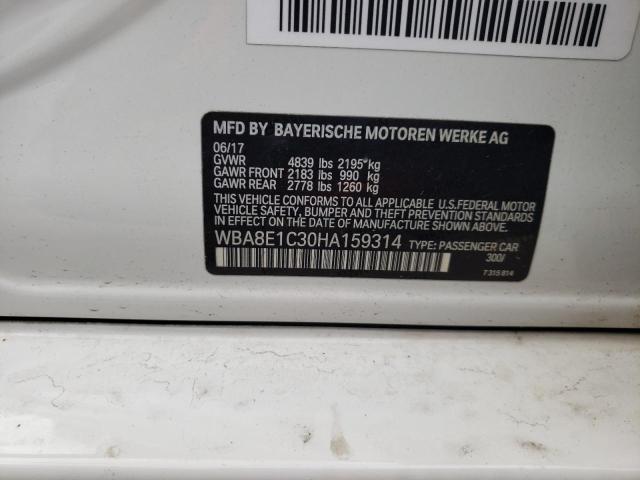 MFD BY BAYERISCHE MOTOREN WERKE AG
06/17
GVWR 4839 lbs 2195 kg
GAWR FRONT 2183 lbs 990 kg
GAWR REAR 2778 lbs 1260 kg
THIS VEHICLE CONFORMS TO ALL APPLICABLE U.S. FEDERAL MOTOR
VEHICLE SAFETY, BUMPER AND THEFT PREVENTION STANDARDS IN
EFFECT ON THE DATE OF MANUFACTURE SHOWN ABOVE.
WBA8E1C30HA159314 TYPE: PASSENGER CAR
300/
7315814